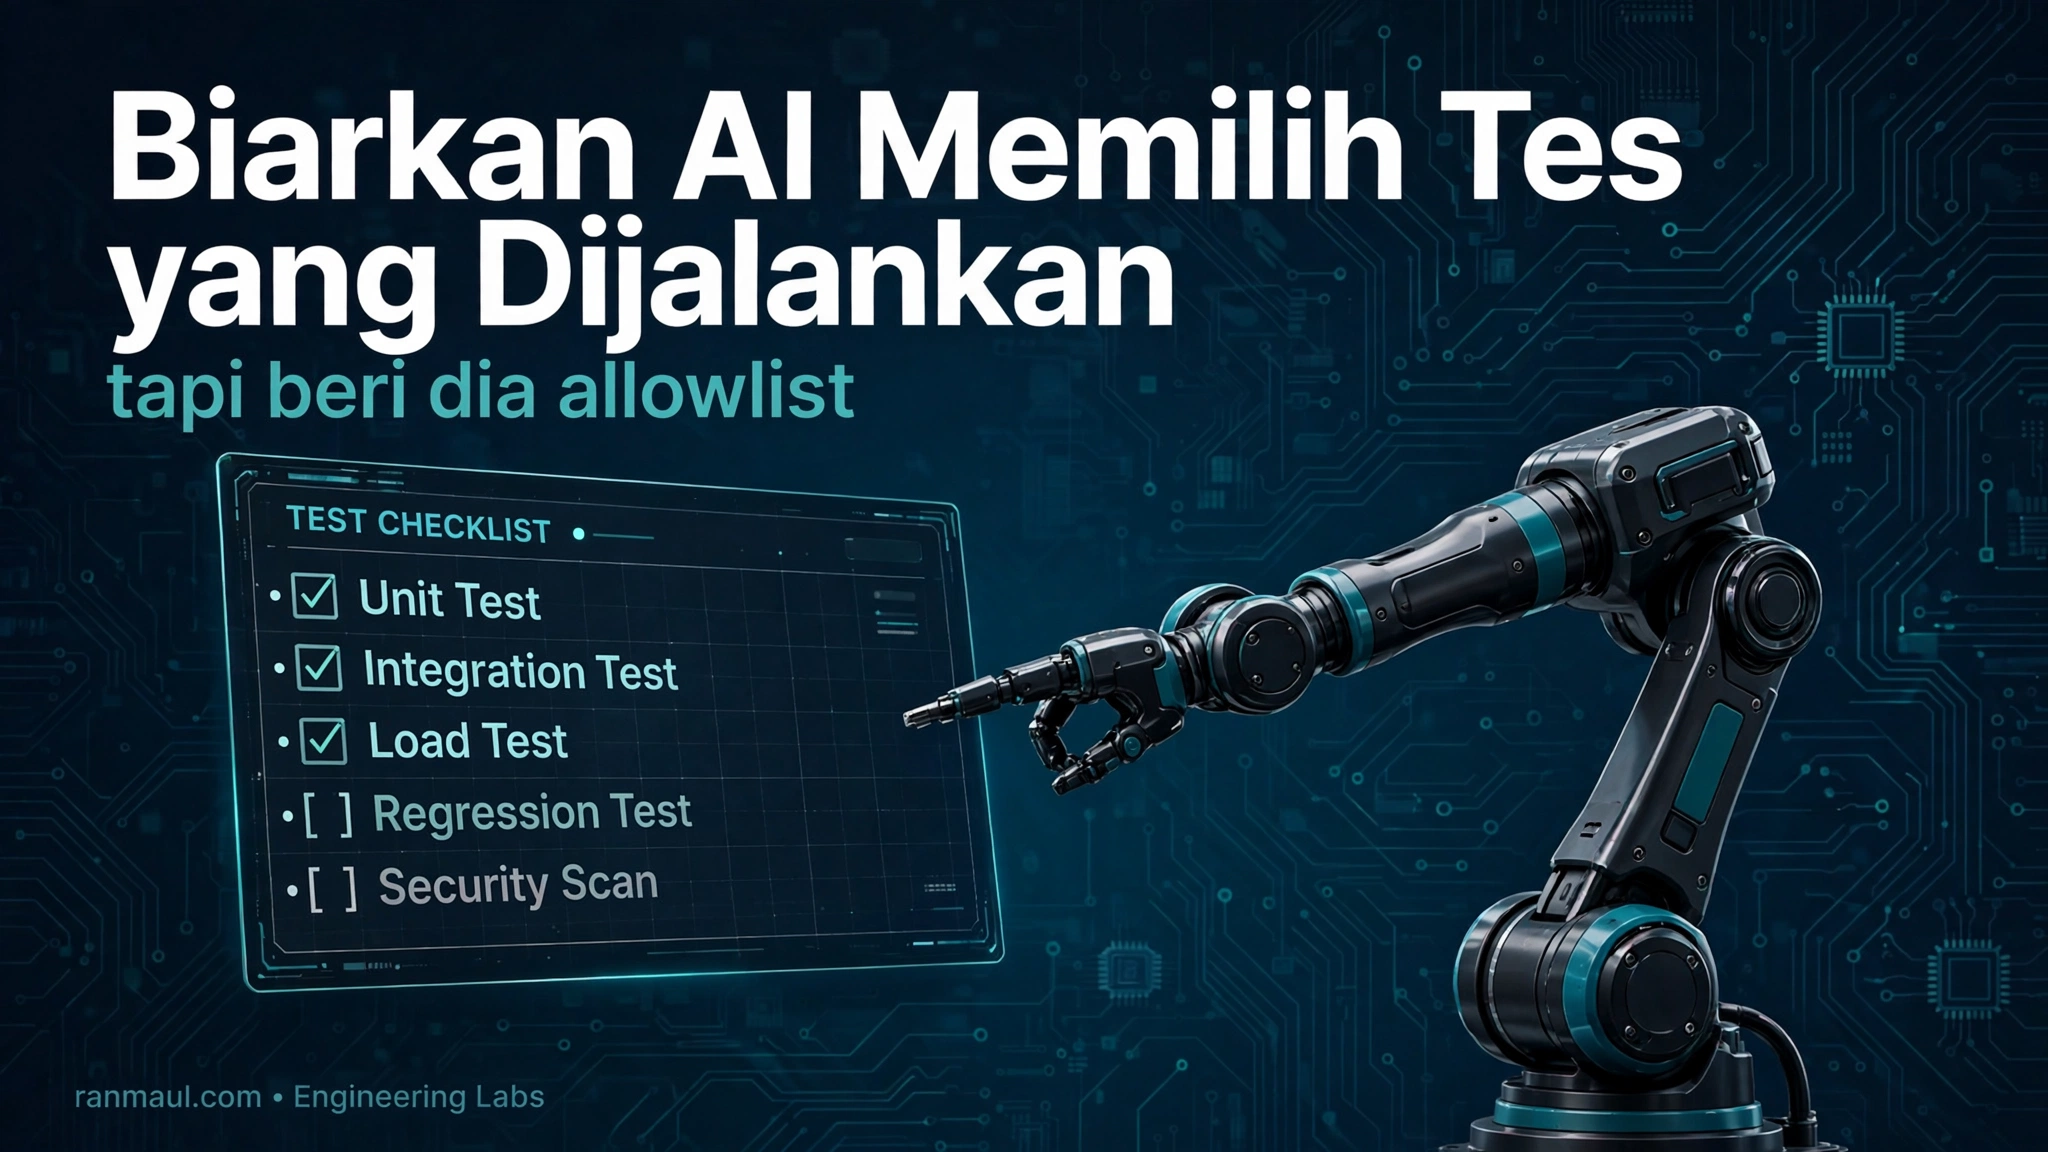 Biarkan AI Memilih Tes
yang Dijalankan
tapi beri dia allowlist
TEST CHECKLIST
• ☑ Unit Test
• ☑ Integration Test
• ☑ Load Test
• [ ] Regression Test
• [ ] Security Scan
ranmaul.com • Engineering Labs